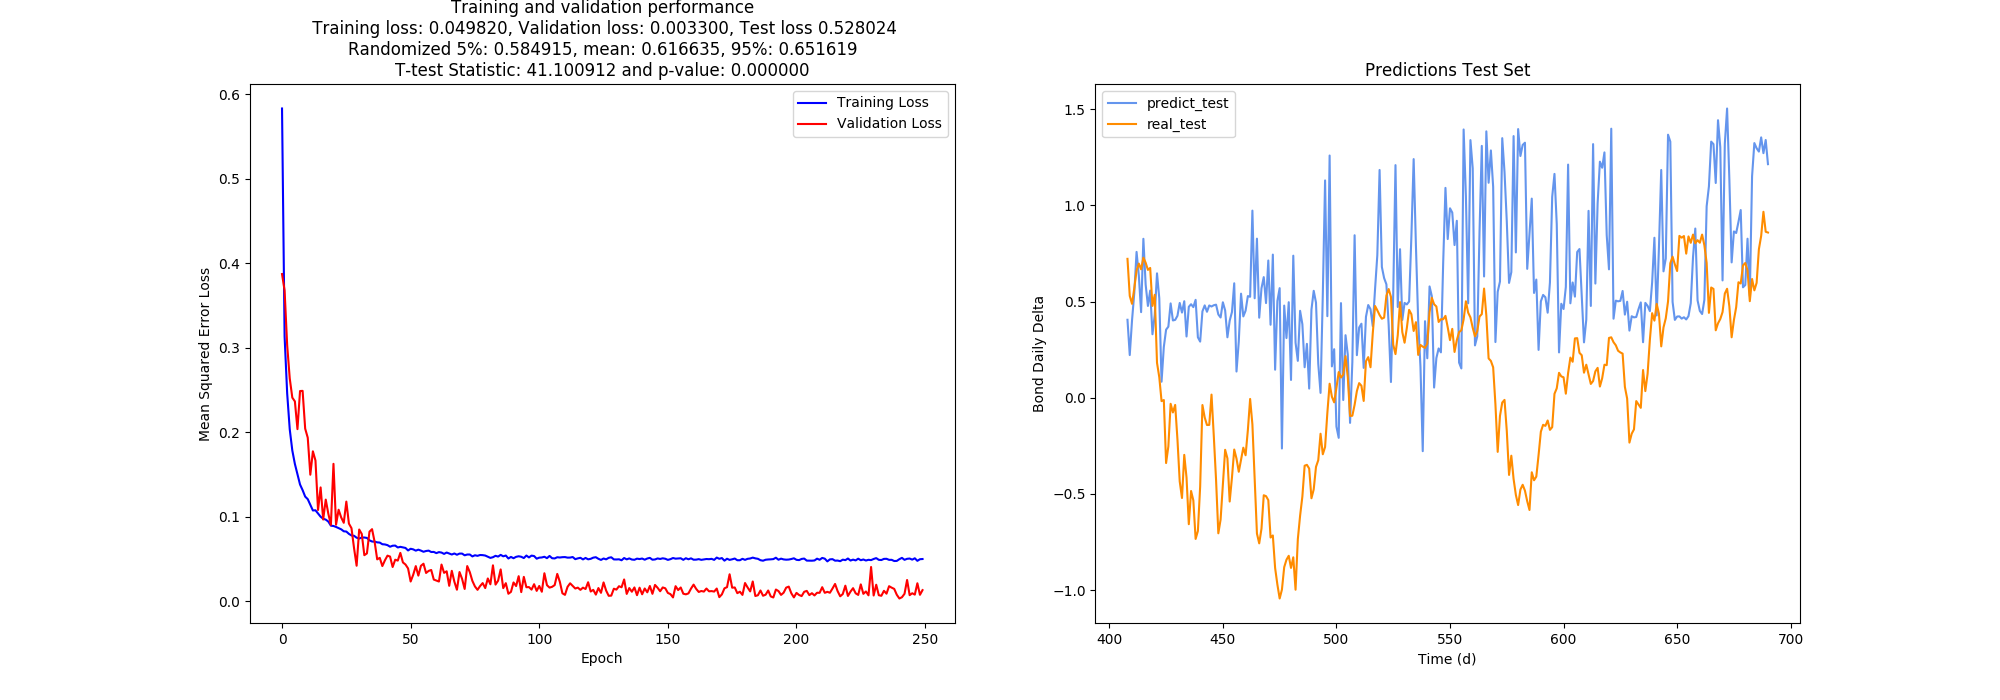 Training and validation performance
Training loss: 0.049820, Validation loss: 0.003300, Test loss 0.528024
Randomized 5%: 0.584915, mean: 0.616635, 95%: 0.651619
T-test Statistic: 41.100912 and p-value: 0.000000
Training Loss
Validation Loss
Mean Squared Error Loss
0.6
0.5
0.4
0.3
0.2
0.1
0.0
0
50
100
150
200
250
Epoch
Predictions Test Set
predict_test
real_test
Bond Daily Delta
1.5
1.0
0.5
0.0
−0.5
−1.0
400
450
500
550
600
650
700
Time (d)